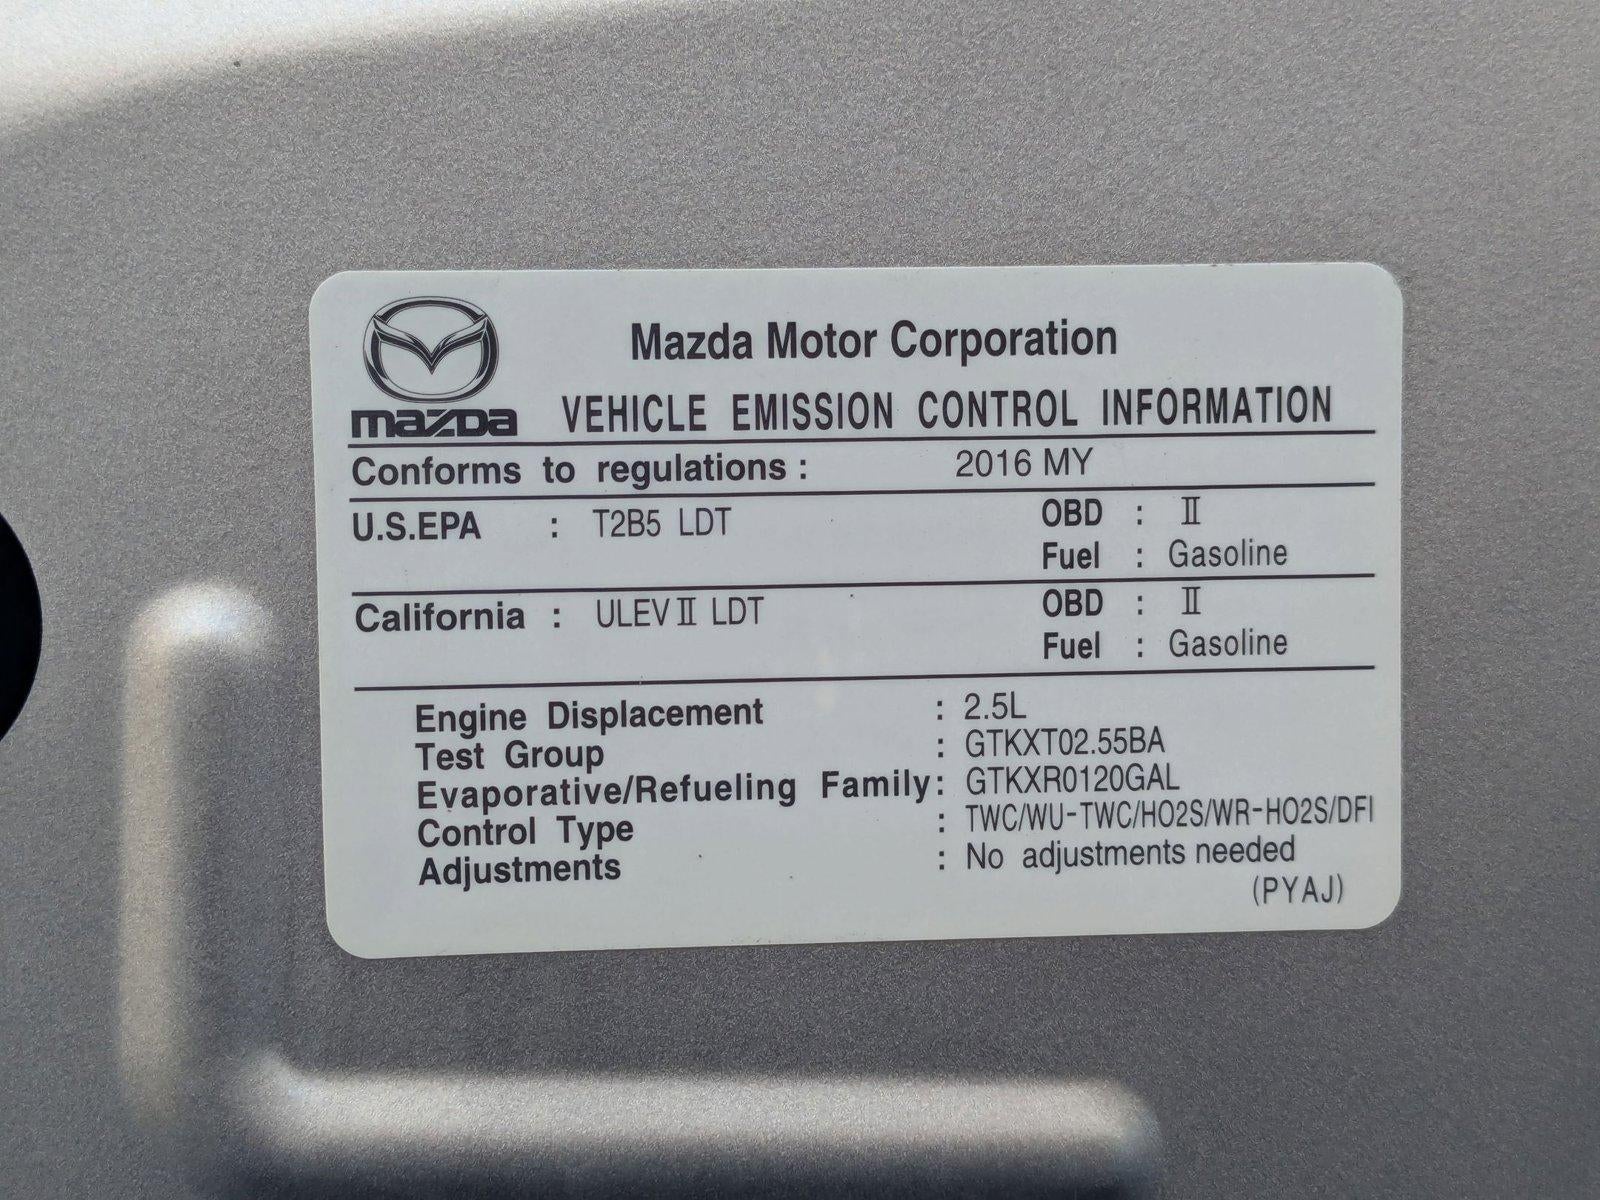 Mazda Motor Corporation
mazda VEHICLE EMISSION CONTROL INFORMATION
Conforms to regulations : 2016 MY
U.S.EPA : T2B5 LDT OBD : II
Fuel : Gasoline
California : ULEV II LDT OBD : II
Fuel : Gasoline
Engine Displacement : 2.5L
Test Group : GTKXT02.55BA
Evaporative/Refueling Family : GTKXR0120GAL
Control Type : TWC/WU-TWC/HO2S/WR-HO2S/DFI
Adjustments : No adjustments needed
(PYAJ)